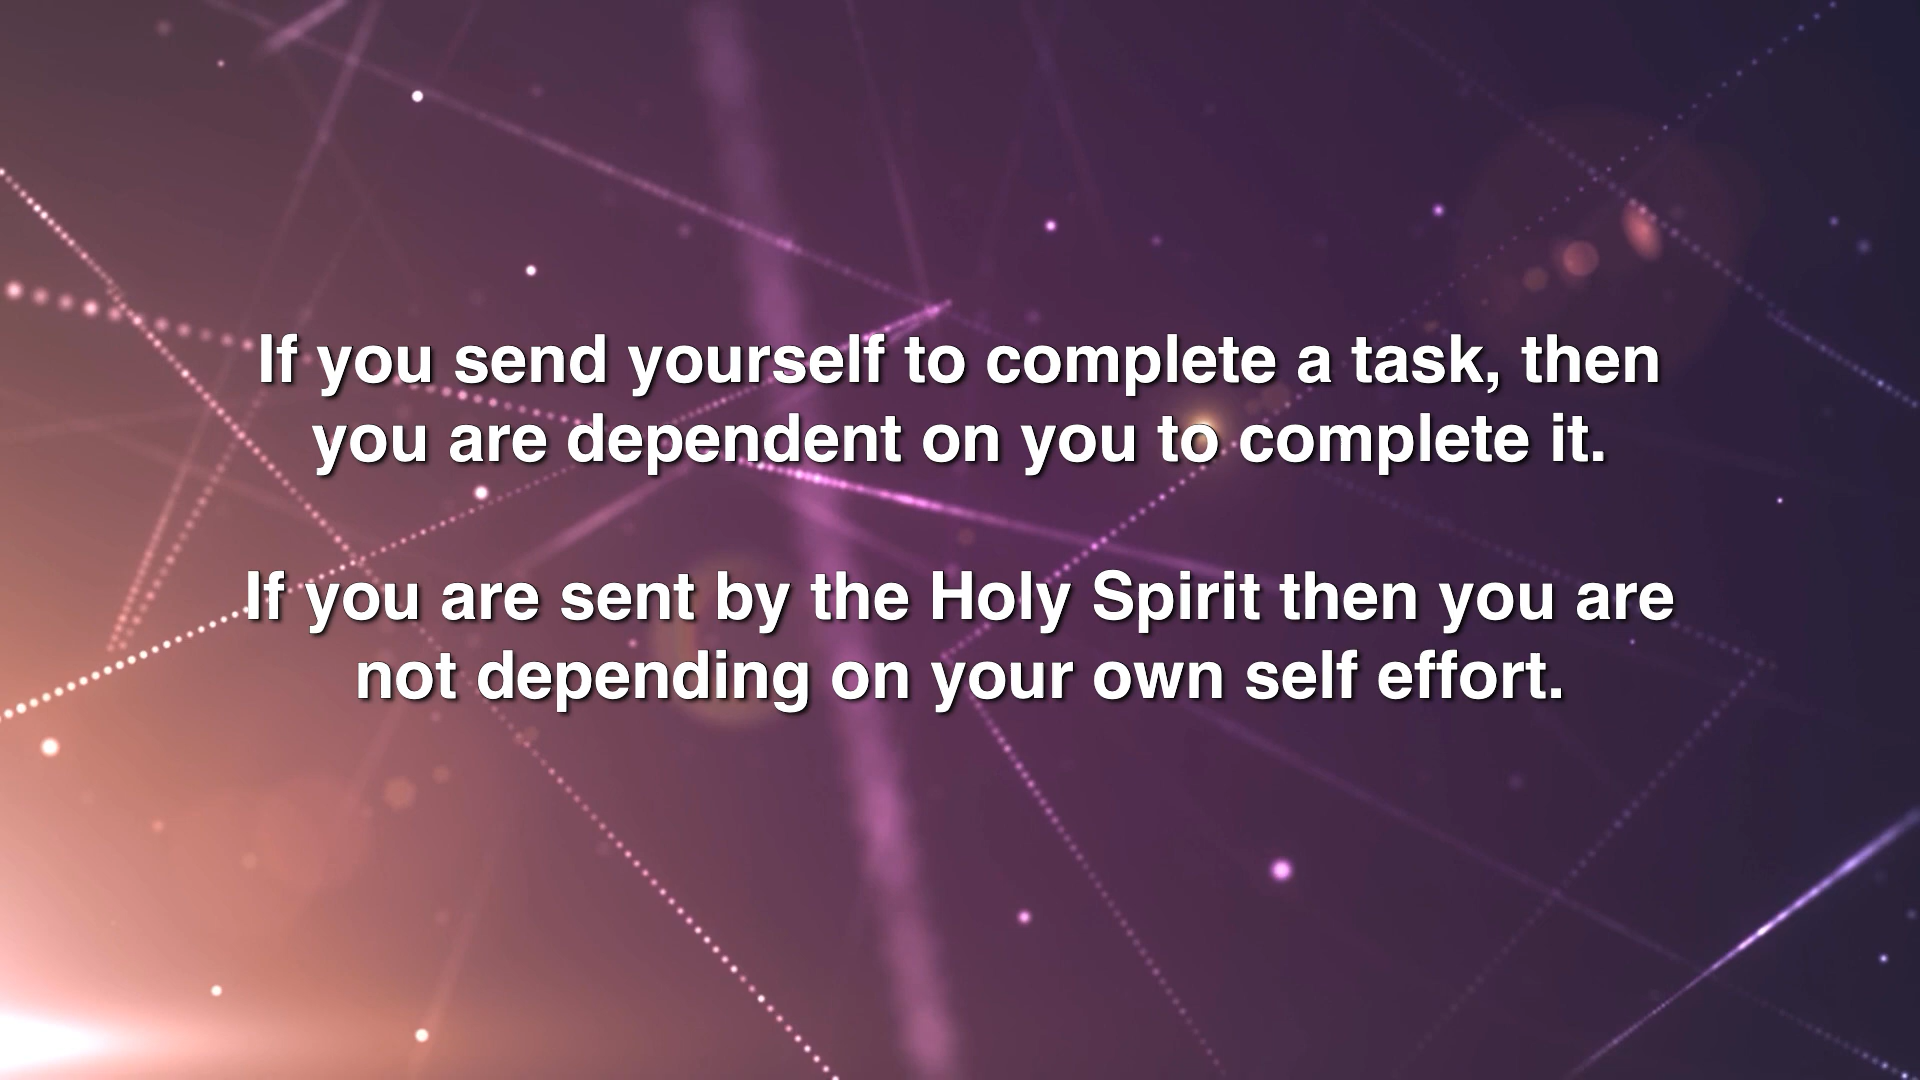 If you send yourself to complete a task, then
you are dependent on you to complete it.
If you are sent by the Holy Spirit then you are
not depending on your own self effort.